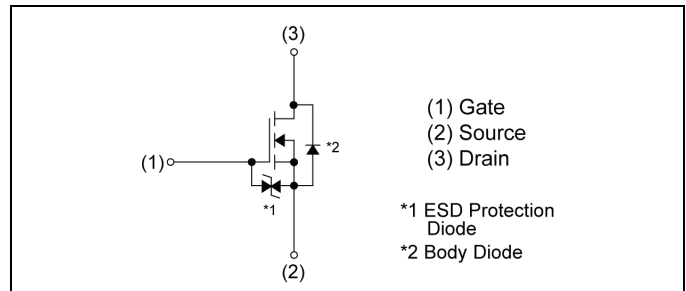 (3)
(1) Gate
(2) Source
(3) Drain
*2
(1)
*1
*1 ESD Protection
Diode
*2 Body Diode
(2)